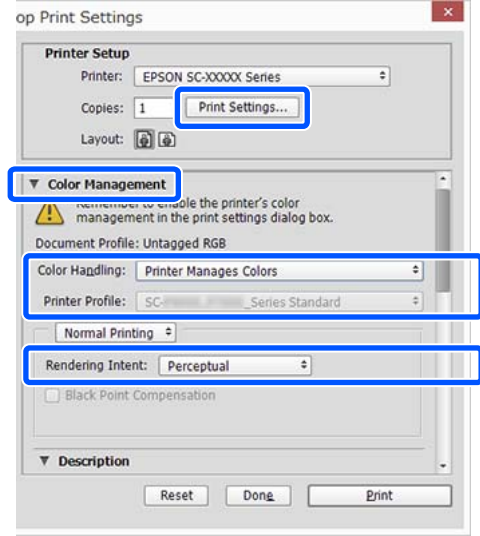 op Print Settings
Printer Setup
Printer: EPSON SC-XXXXX Series
Copies: 1 Print Settings...
Layout:
Color Management
Remember to enable the printer's color
management in the print settings dialog box.
Document Profile: Untagged RGB
Color Handling: Printer Manages Colors
Printer Profile: SC- _Series Standard
Normal Printing
Rendering Intent: Perceptual
Black Point Compensation
Description
Reset Done Print